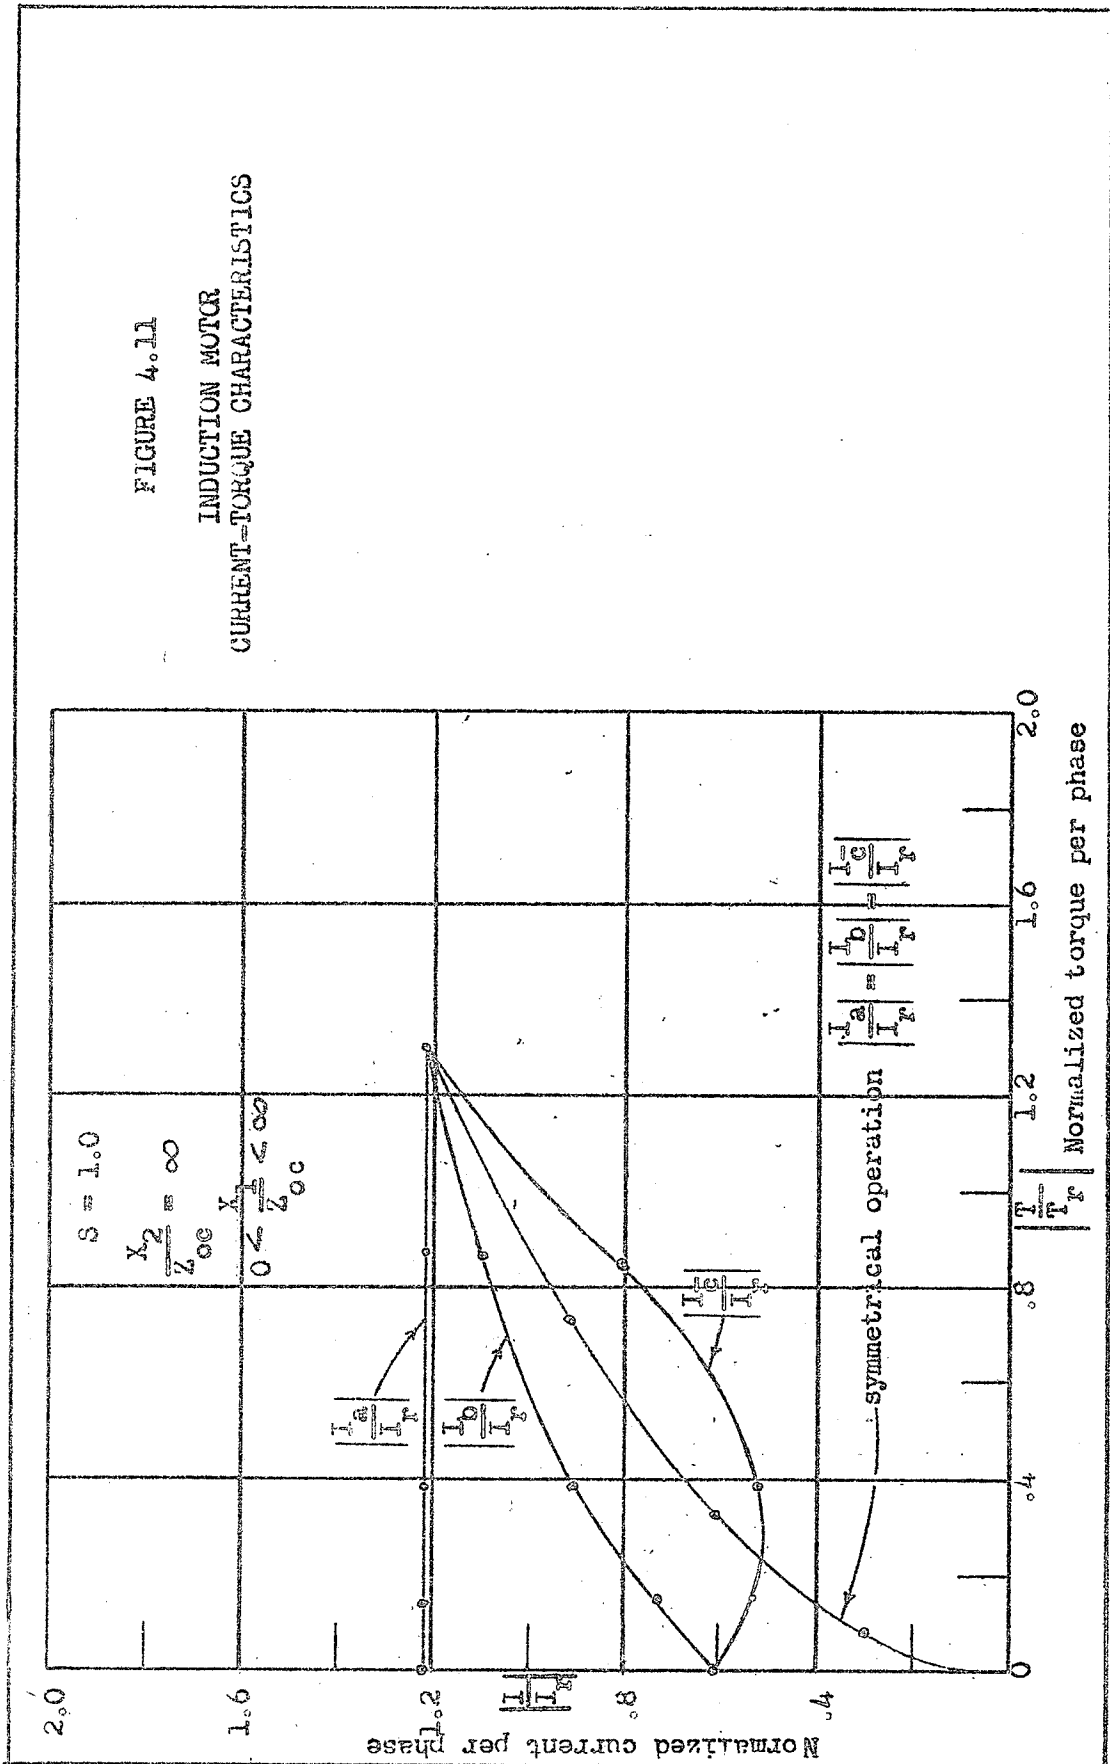 FIGURE 4.11
INDUCTION MOTOR
CURRENT-TORQUE CHARACTERISTICS
S = 1.0
X2/Zoc = ∞
0 < X1/Zoc < ∞
|Ia/Ir|
|Ib/Ir|
|Ic/Ir|
symmetrical operation
|Ia/Ir| = |Ib/Ir| = |Ic/Ir|
2.0
1.6
1.2
.8
.4
0
.4
.8
1.2
1.6
2.0
|I/Ir|
Normalized current per phase
|T/Tr| Normalized torque per phase